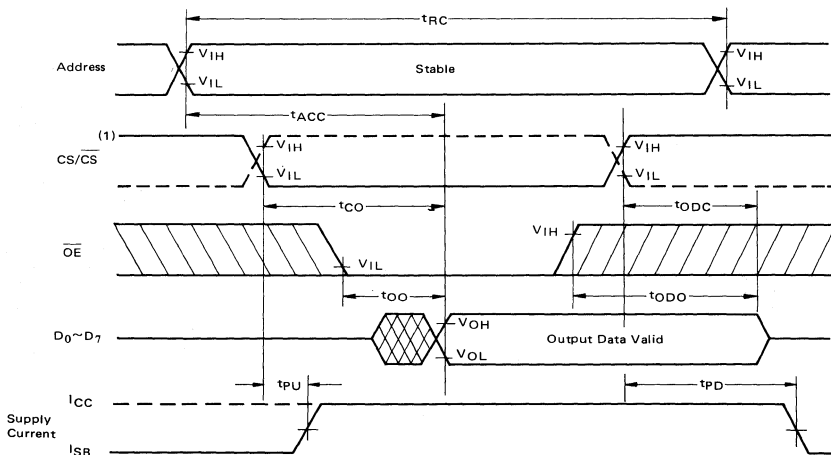 tRC
Address
VIH
VIL
Stable
VIH
VIL
tACC
(1)
CS/CS
VIH
VIL
VIH
VIL
tCO
tODC
OE
VIL
VIH
tOO
tODO
D0~D7
VOH
VOL
Output Data Valid
tPU
tPD
Supply
Current
ICC
ISB